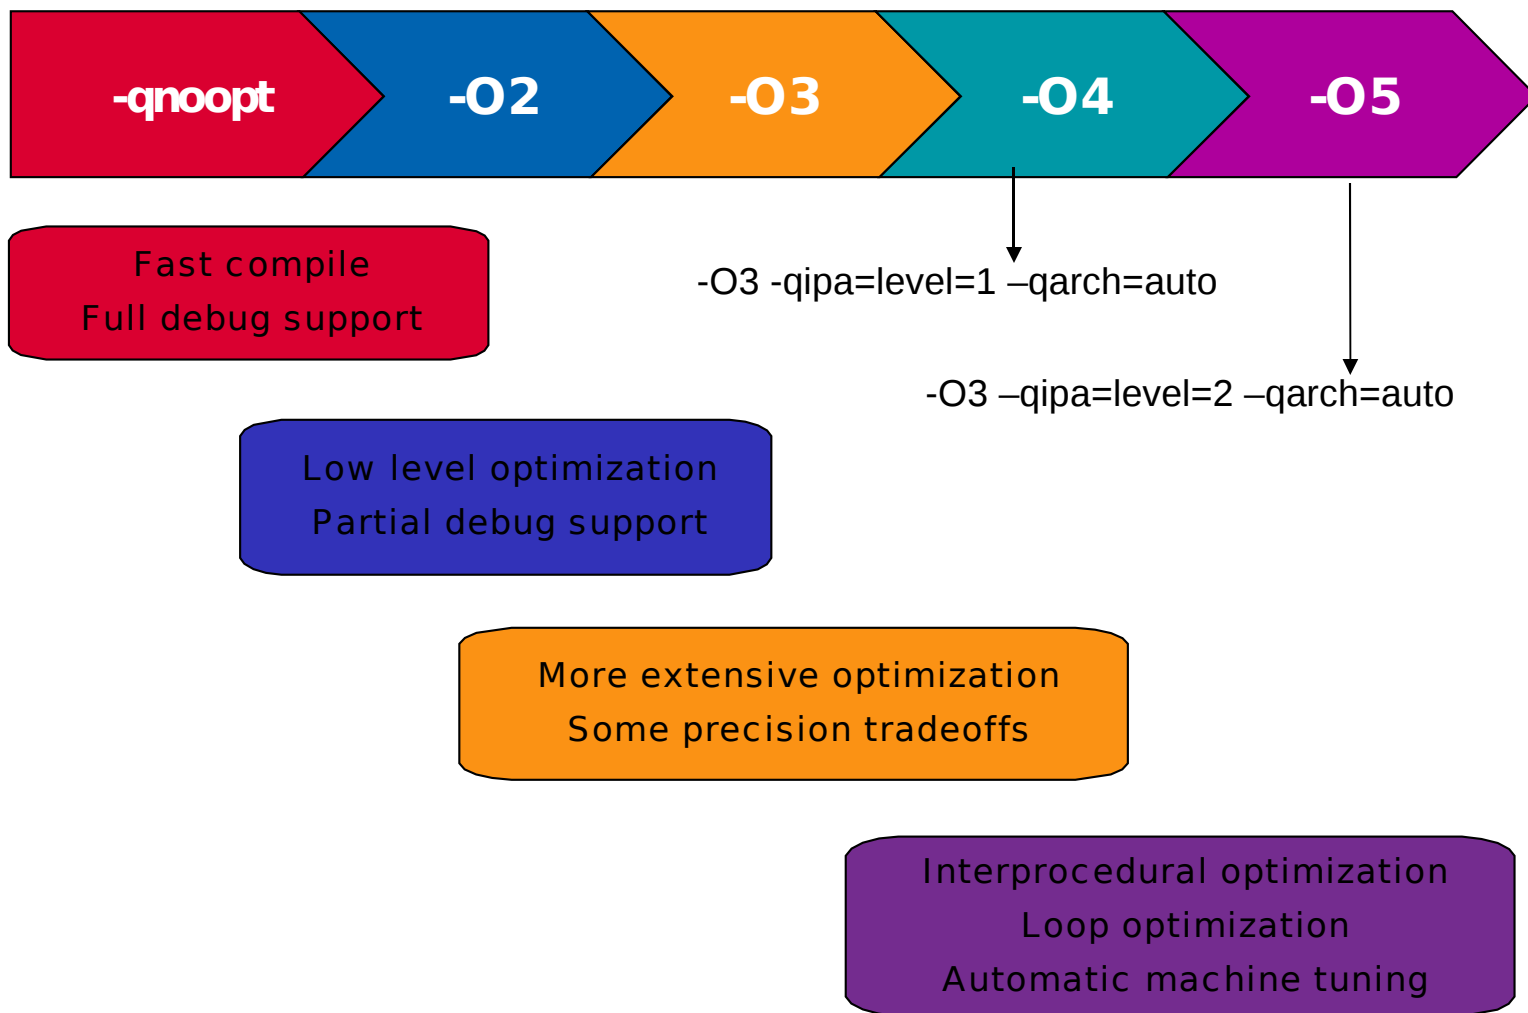 -qnoopt
-O2
-O3
-O4
-O5
Fast compile
Full debug support
-O3 -qipa=level=1 –qarch=auto
-O3 –qipa=level=2 –qarch=auto
Low level optimization
Partial debug support
More extensive optimization
Some precision tradeoffs
Interprocedural optimization
Loop optimization
Automatic machine tuning